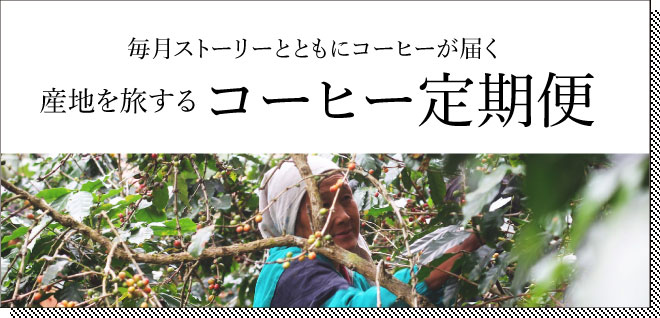 毎月ストーリーとともにコーヒーが届く
産地を旅する コーヒー定期便